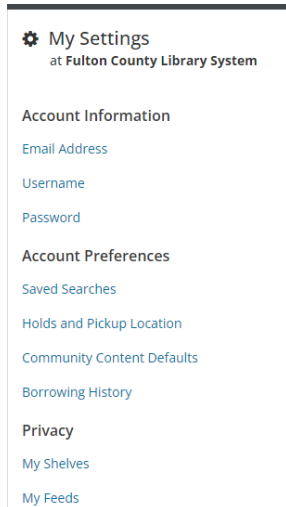 My Settings
at Fulton County Library System
Account Information
Email Address
Username
Password
Account Preferences
Saved Searches
Holds and Pickup Location
Community Content Defaults
Borrowing History
Privacy
My Shelves
My Feeds